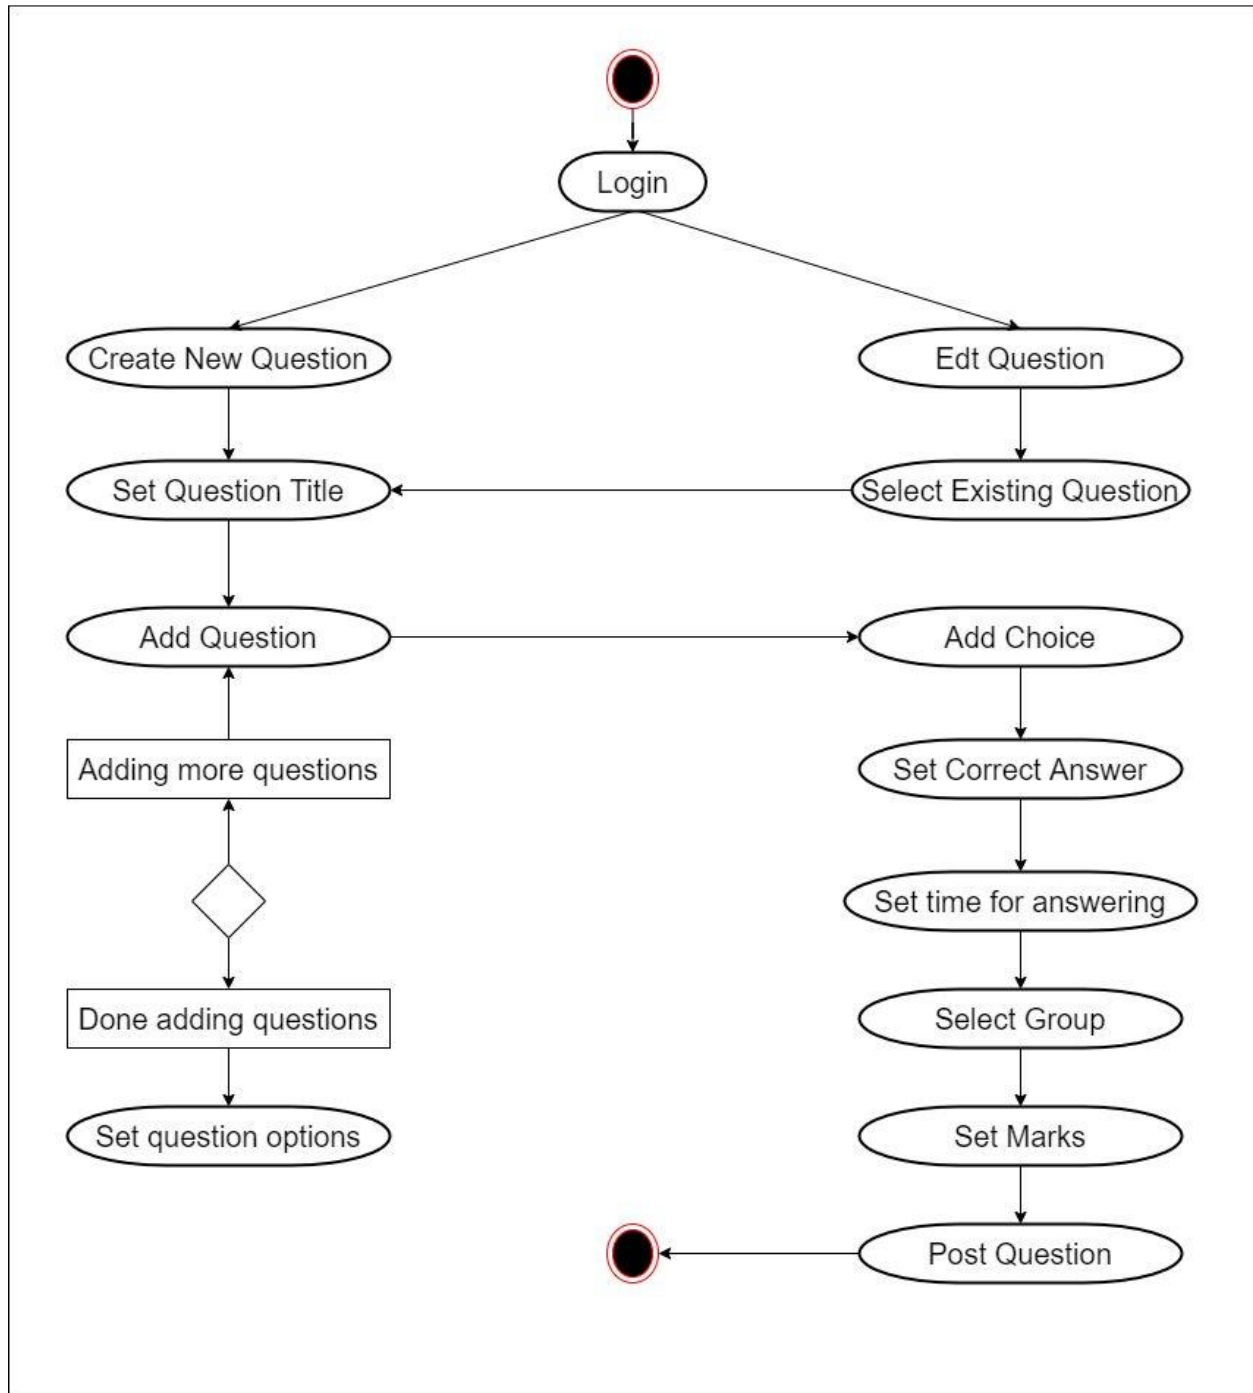 Login
Create New Question
Edt Question
Set Question Title
Select Existing Question
Add Question
Add Choice
Adding more questions
Set Correct Answer
Set time for answering
Done adding questions
Select Group
Set question options
Set Marks
Post Question